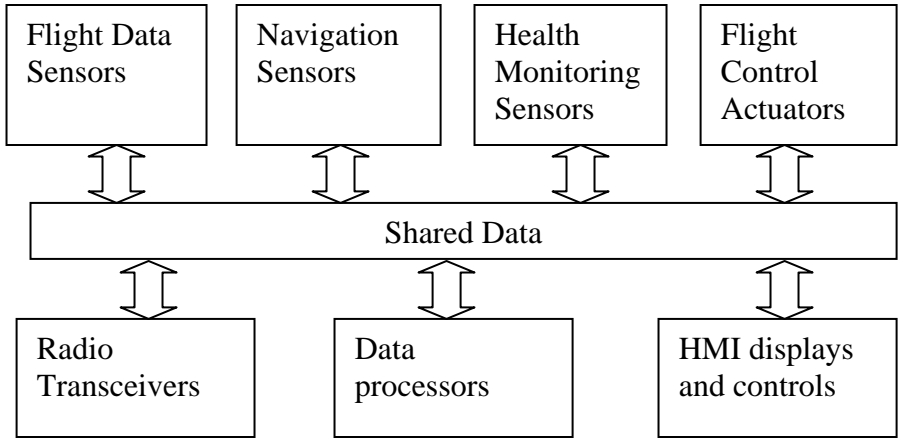 Flight Data
Sensors
Navigation
Sensors
Health
Monitoring
Sensors
Flight
Control
Actuators
Shared Data
Radio
Transceivers
Data
processors
HMI displays
and controls